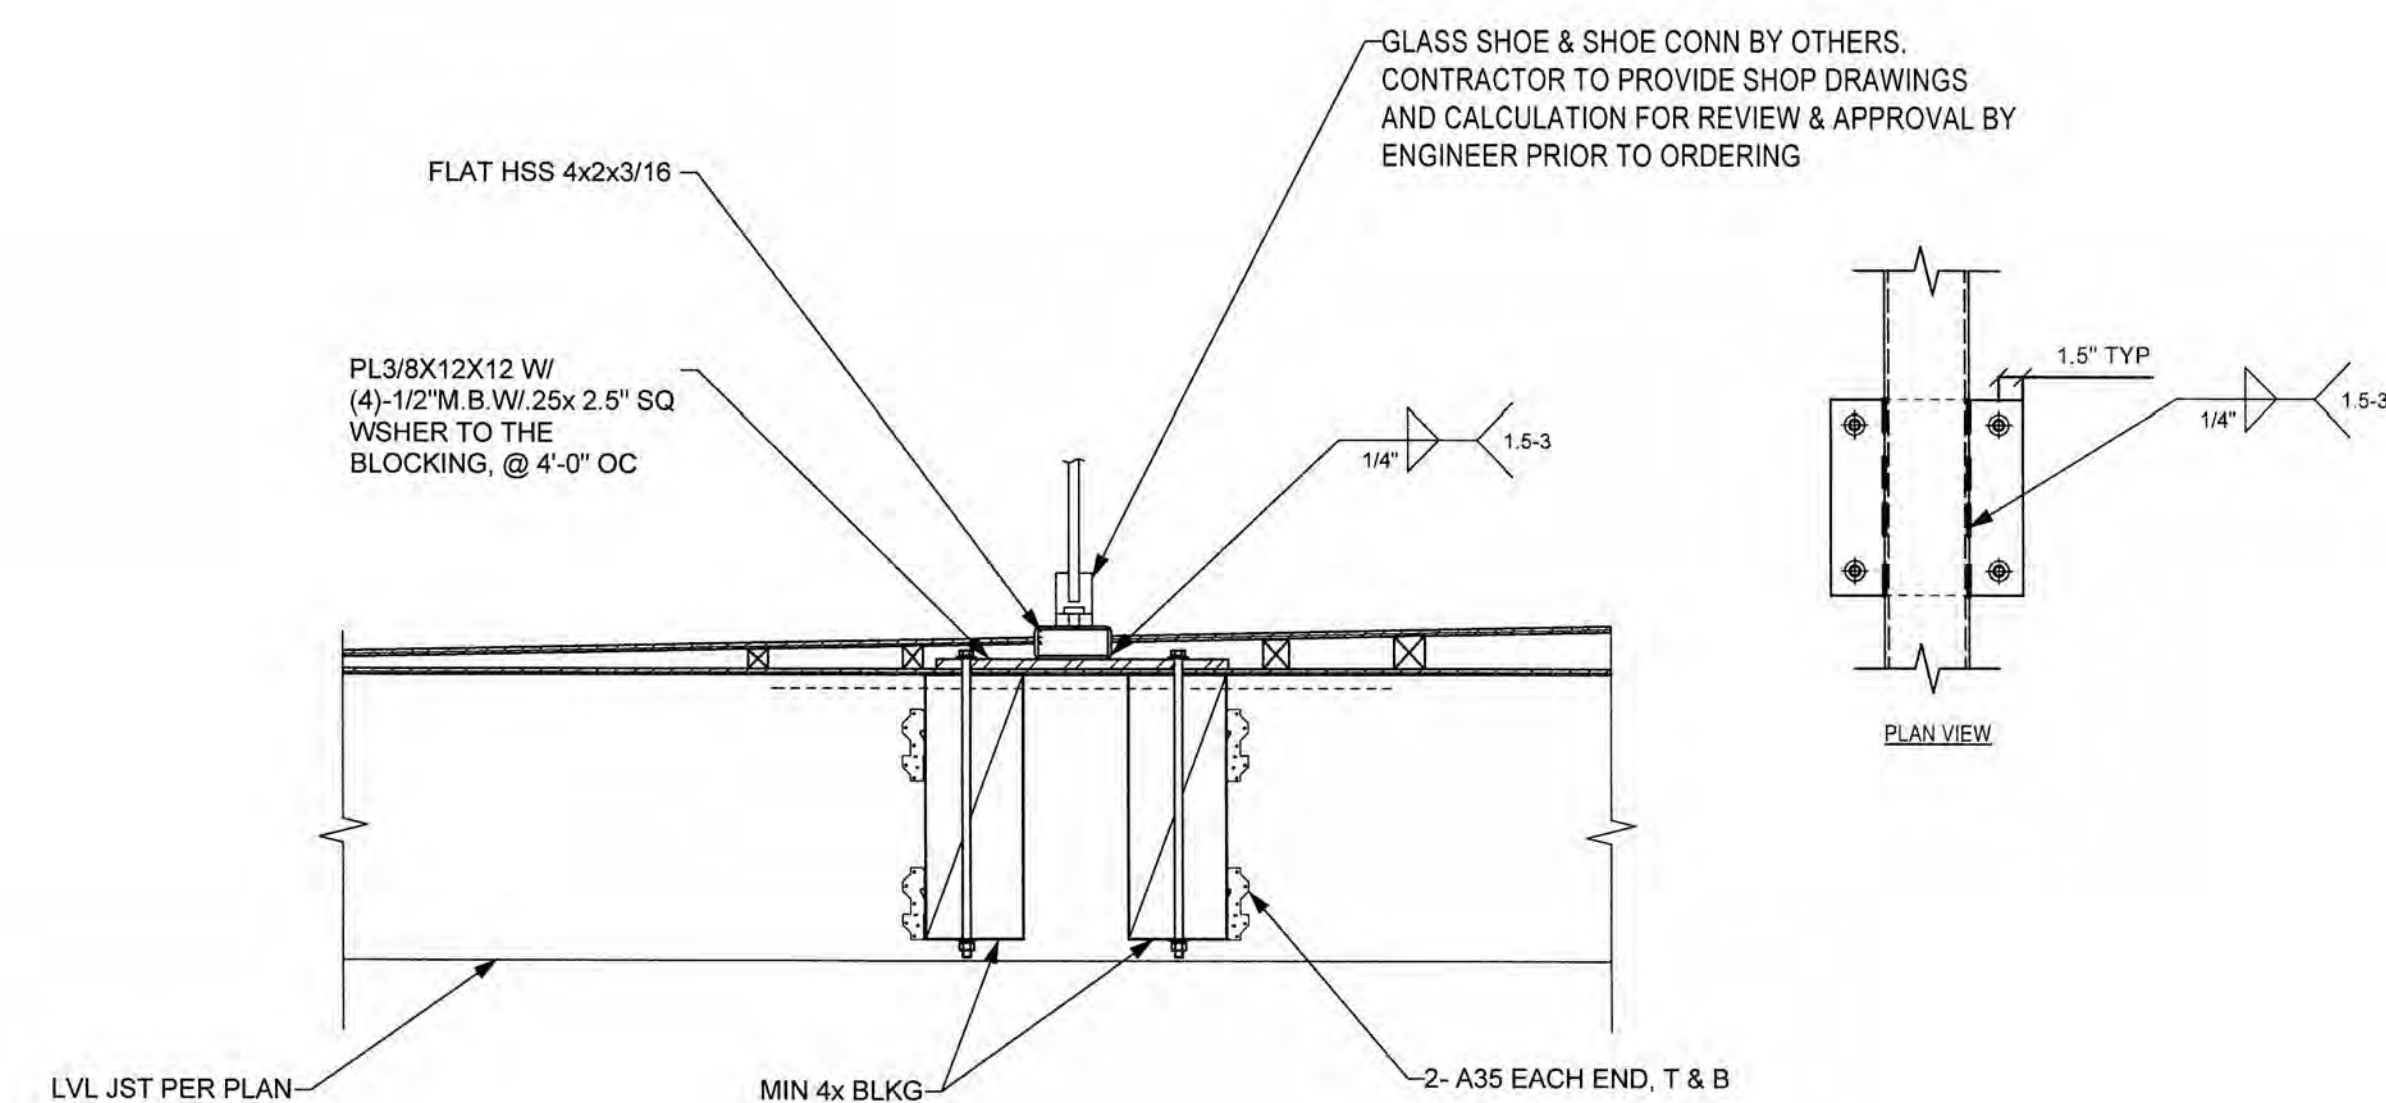 GLASS SHOE & SHOE CONN BY OTHERS.
CONTRACTOR TO PROVIDE SHOP DRAWINGS
AND CALCULATION FOR REVIEW & APPROVAL BY
ENGINEER PRIOR TO ORDERING
FLAT HSS 4x2x3/16
PL3/8X12X12 W/
(4)-1/2"M.B.W/.25x 2.5" SQ
WSHER TO THE
BLOCKING, @ 4'-0" OC
1/4"
1.5-3
1.5" TYP
1/4"
1.5-3
PLAN VIEW
LVL JST PER PLAN
MIN 4x BLKG
2- A35 EACH END, T & B